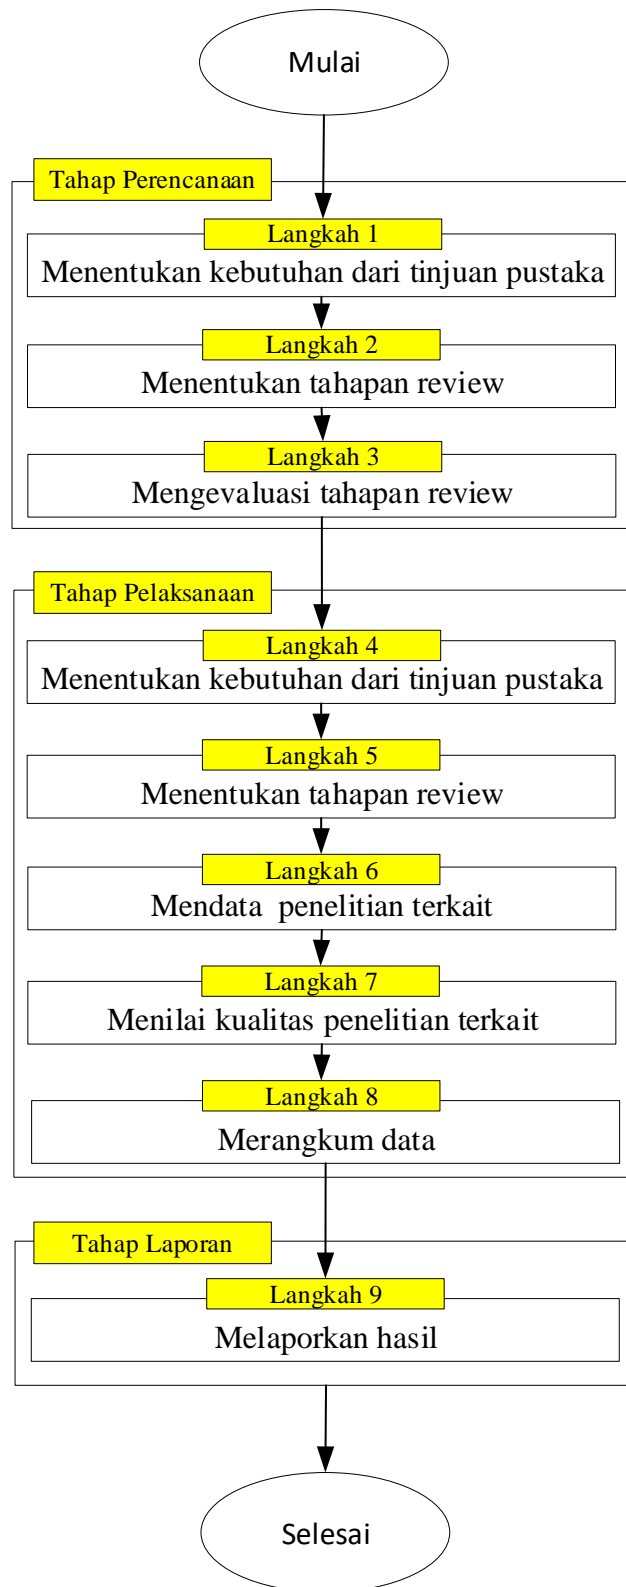 Mulai
Tahap Perencanaan
Langkah 1
Menentukan kebutuhan dari tinjuan pustaka
Langkah 2
Menentukan tahapan review
Langkah 3
Mengevaluasi tahapan review
Tahap Pelaksanaan
Langkah 4
Menentukan kebutuhan dari tinjuan pustaka
Langkah 5
Menentukan tahapan review
Langkah 6
Mendata  penelitian terkait
Langkah 7
Menilai kualitas penelitian terkait
Langkah 8
Merangkum data
Tahap Laporan
Langkah 9
Melaporkan hasil
Selesai